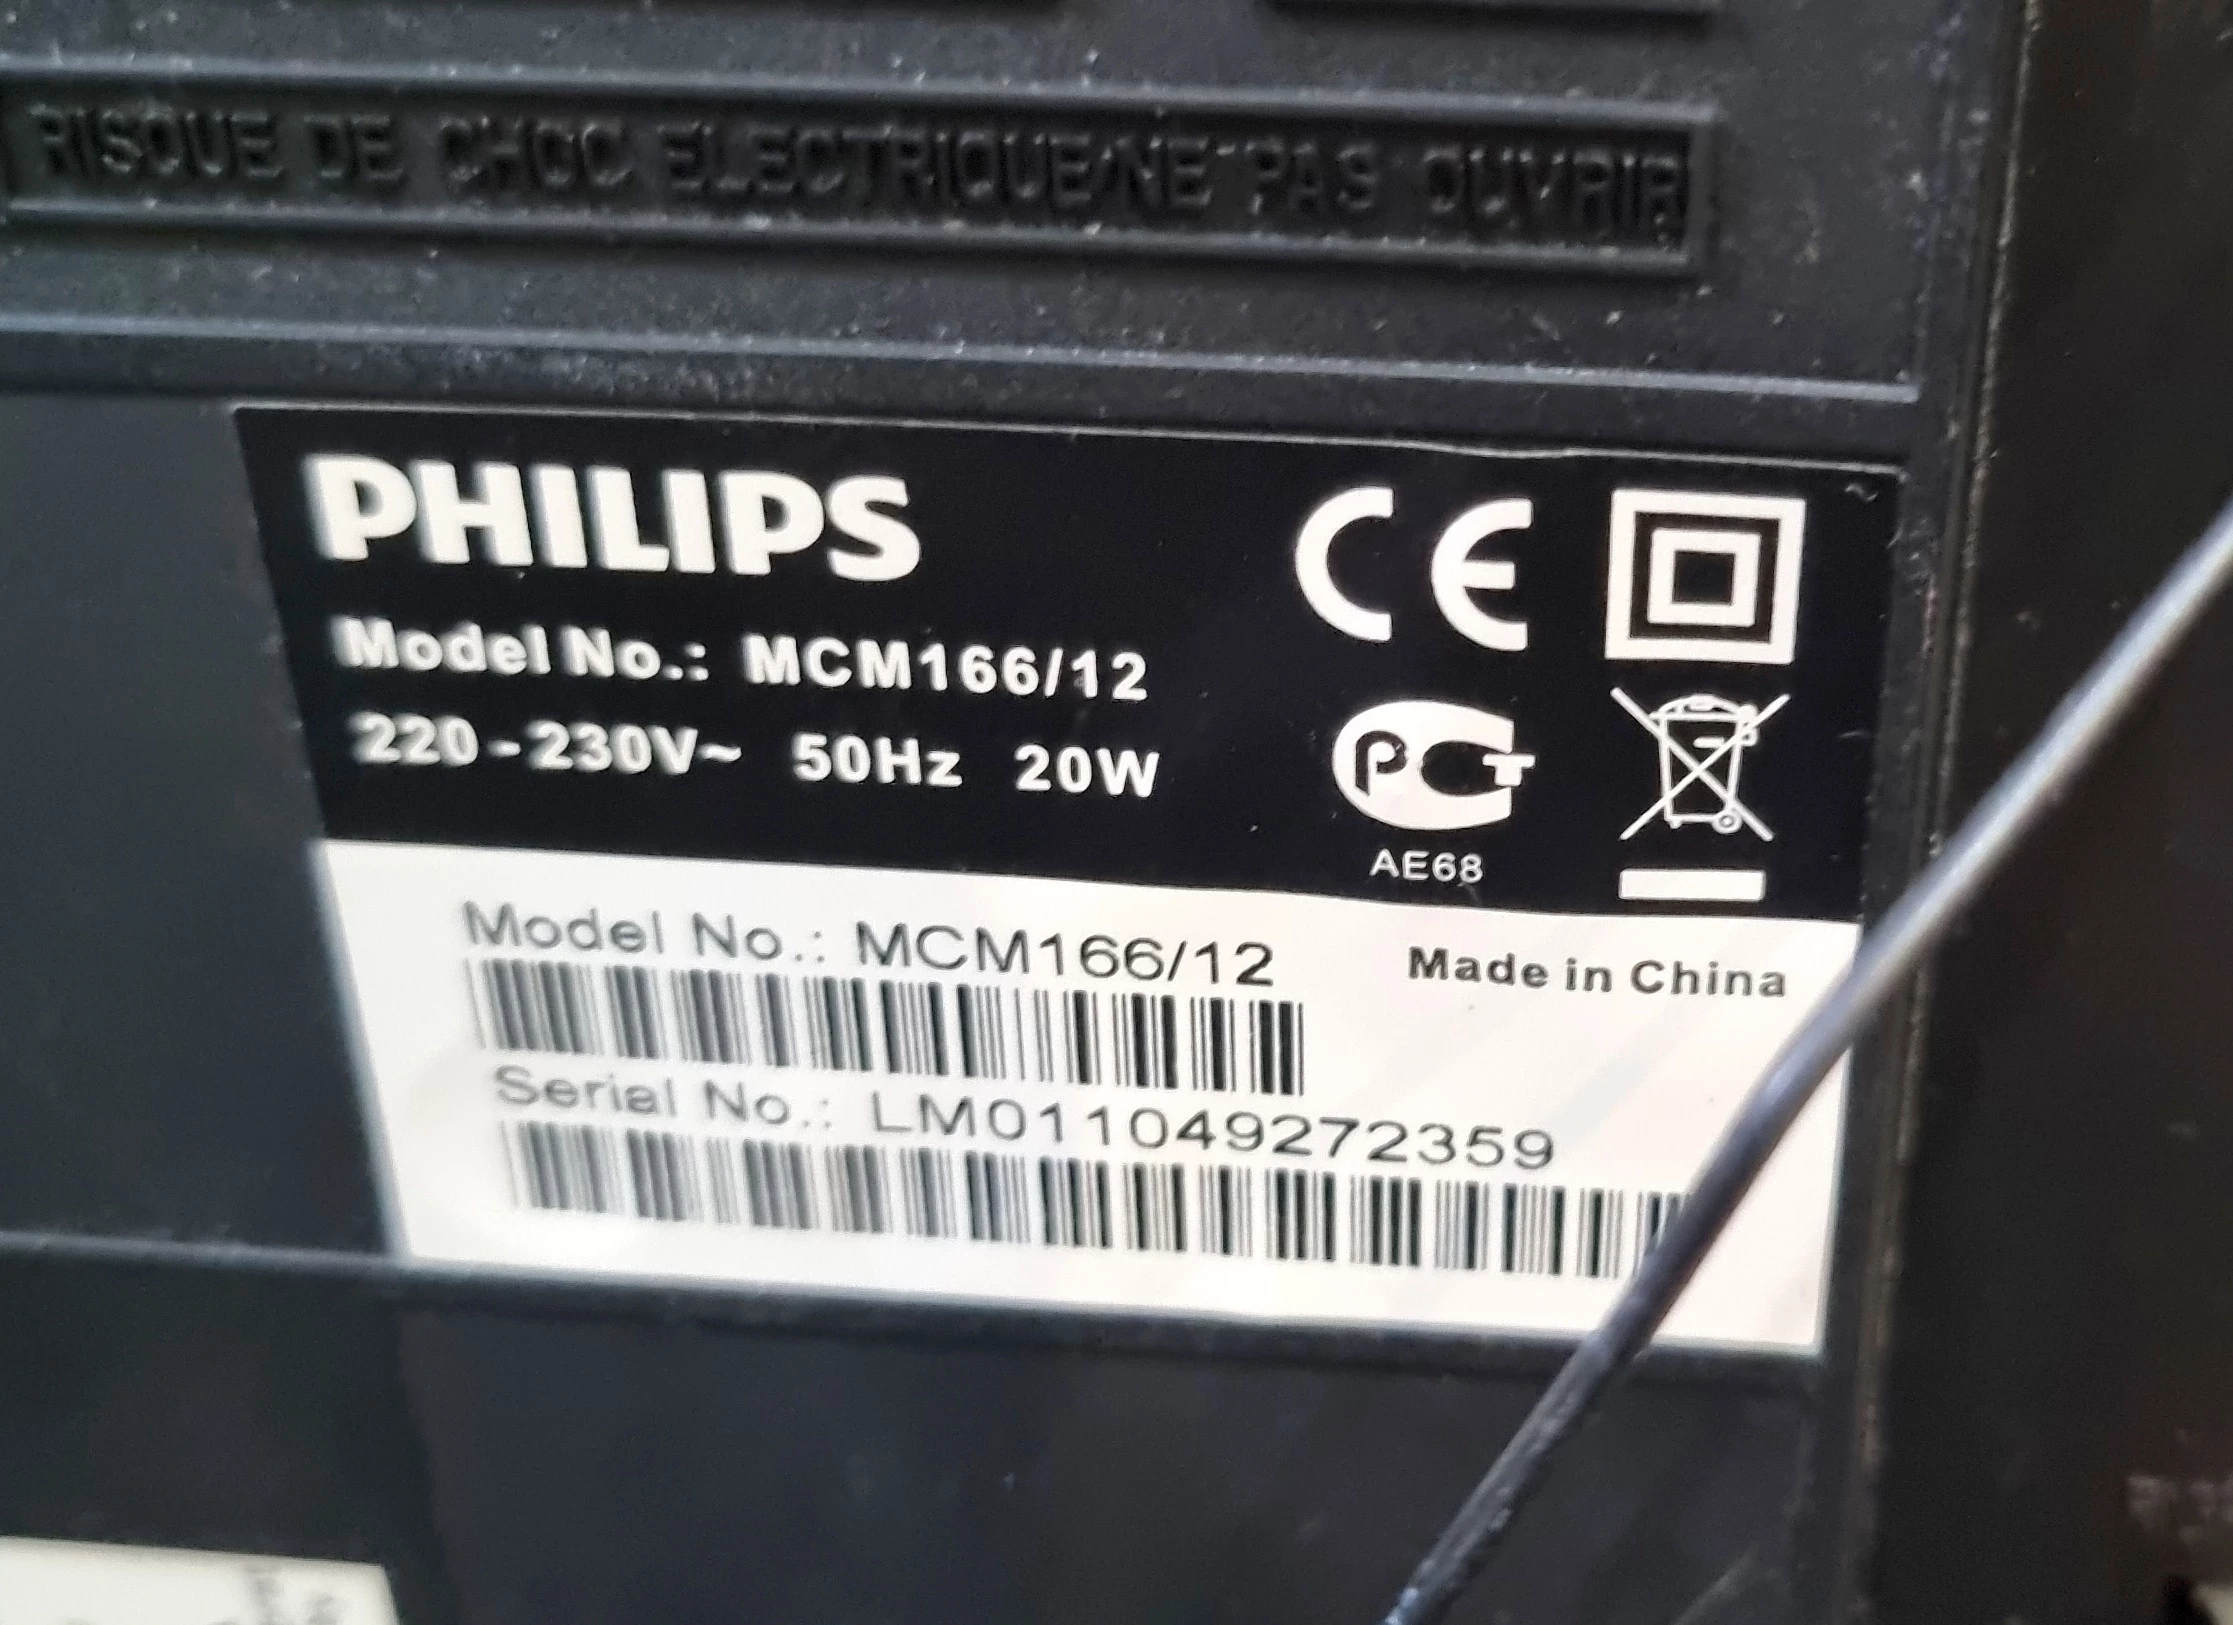 RISQUE DE CHOC ELECTRIQUE/NE PAS OUVRIR
PHILIPS
CE
Model No.: MCM166/12
220-230V~ 50Hz 20W
РСТ
AE68
Model No.: MCM166/12
Made in China
Serial No.: LM011049272359